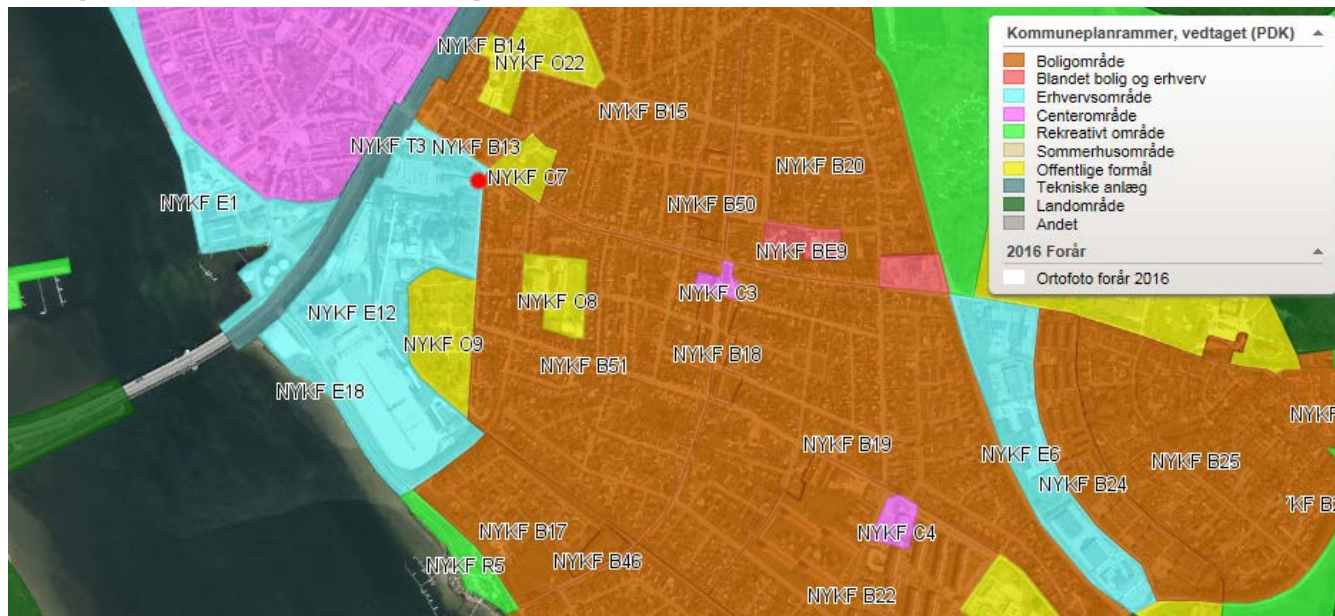 Kommuneplanrammer, vedtaget (PDK)
Boligområde
Blandet bolig og erhverv
Erhvervsområde
Centerområde
Rekreativt område
Sommerhusområde
Offentlige formål
Tekniske anlæg
Landområde
Andet
2016 Forår
Ortofoto forår 2016
NYKF B14
NYKF O22
NYKF B15
NYKF T3
NYKF B13
NYKF O7
NYKF B20
NYKF E1
NYKF B50
NYKF BE9
NYKF C3
NYKF O8
NYKF E12
NYKF O9
NYKF B18
NYKF B51
NYKF E18
NYKF
NYKF B19
NYKF E6
NYKF B25
NYKF B24
NYKF B17
NYKF C4
NYKF B46
NYKF R5
NYKF B22